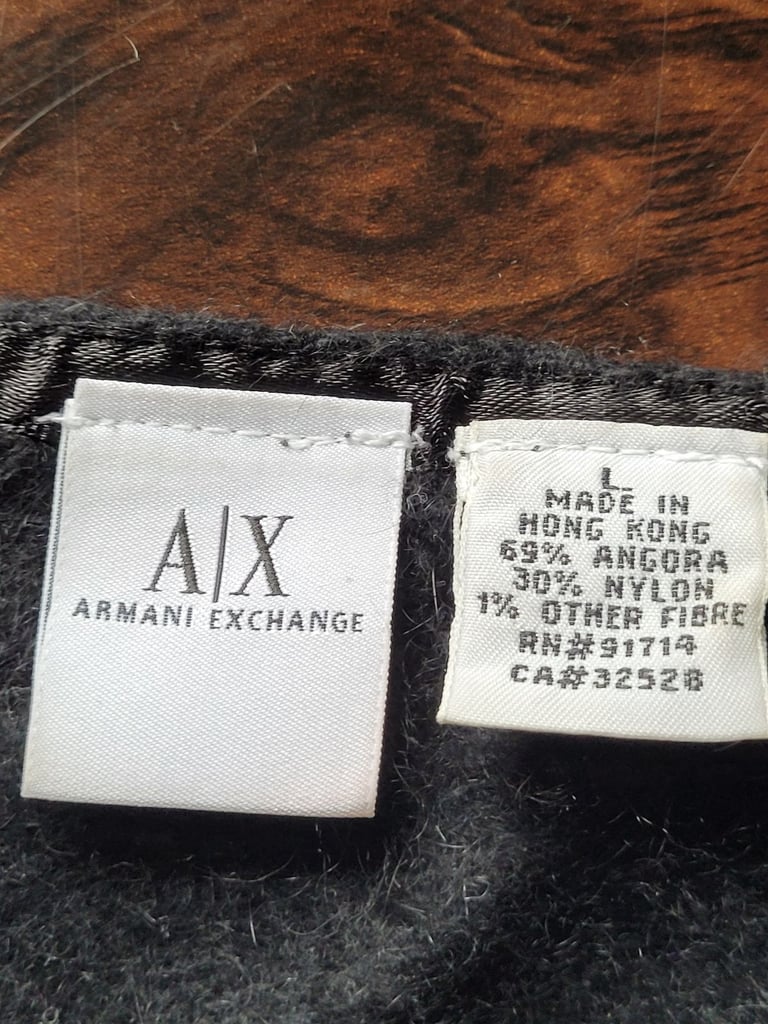 A|X
ARMANI EXCHANGE
L
MADE IN
HONG KONG
69% ANGORA
30% NYLON
1% OTHER FIBRE
RN#91714
CA#32528